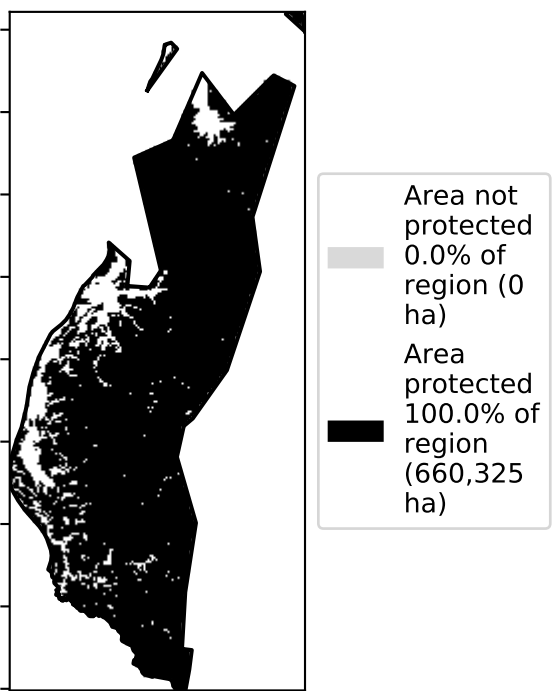 Area not
protected
0.0% of
region (0
ha)
Area
protected
100.0% of
region
(660,325
ha)